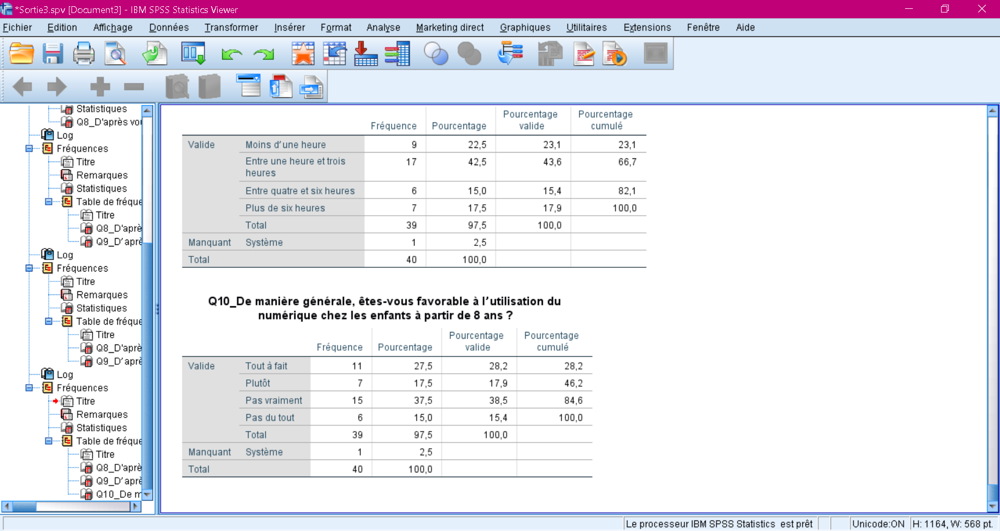 *Sortie3.spv [Document3] - IBM SPSS Statistics Viewer
Fichier Edition Affichage Données Transformer Insérer Format Analyse Marketing direct Graphiques Utilitaires Extensions Fenêtre Aide
Statistiques
Q8_D'après vou
Log
Fréquences
Titre
Remarques
Statistiques
Table de fréque
Titre
Q8_D'aprè
Q9_D’aprè
Log
Fréquences
Titre
Remarques
Statistiques
Table de fréque
Titre
Q8_D'aprè
Q9_D’aprè
Log
Fréquences
Titre
Remarques
Statistiques
Table de fréque
Titre
Q8_D'aprè
Q9_D’aprè
Q10_De m
Fréquence Pourcentage Pourcentage valide Pourcentage cumulé
Valide Moins d’une heure 9 22,5 23,1 23,1
Entre une heure et trois heures 17 42,5 43,6 66,7
Entre quatre et six heures 6 15,0 15,4 82,1
Plus de six heures 7 17,5 17,9 100,0
Total 39 97,5 100,0
Manquant Système 1 2,5
Total 40 100,0
Q10_De manière générale, êtes-vous favorable à l’utilisation du
numérique chez les enfants à partir de 8 ans ?
Fréquence Pourcentage Pourcentage valide Pourcentage cumulé
Valide Tout à fait 11 27,5 28,2 28,2
Plutôt 7 17,5 17,9 46,2
Pas vraiment 15 37,5 38,5 84,6
Pas du tout 6 15,0 15,4 100,0
Total 39 97,5 100,0
Manquant Système 1 2,5
Total 40 100,0
Le processeur IBM SPSS Statistics est prêt Unicode:ON H: 1164, W: 568 pt.